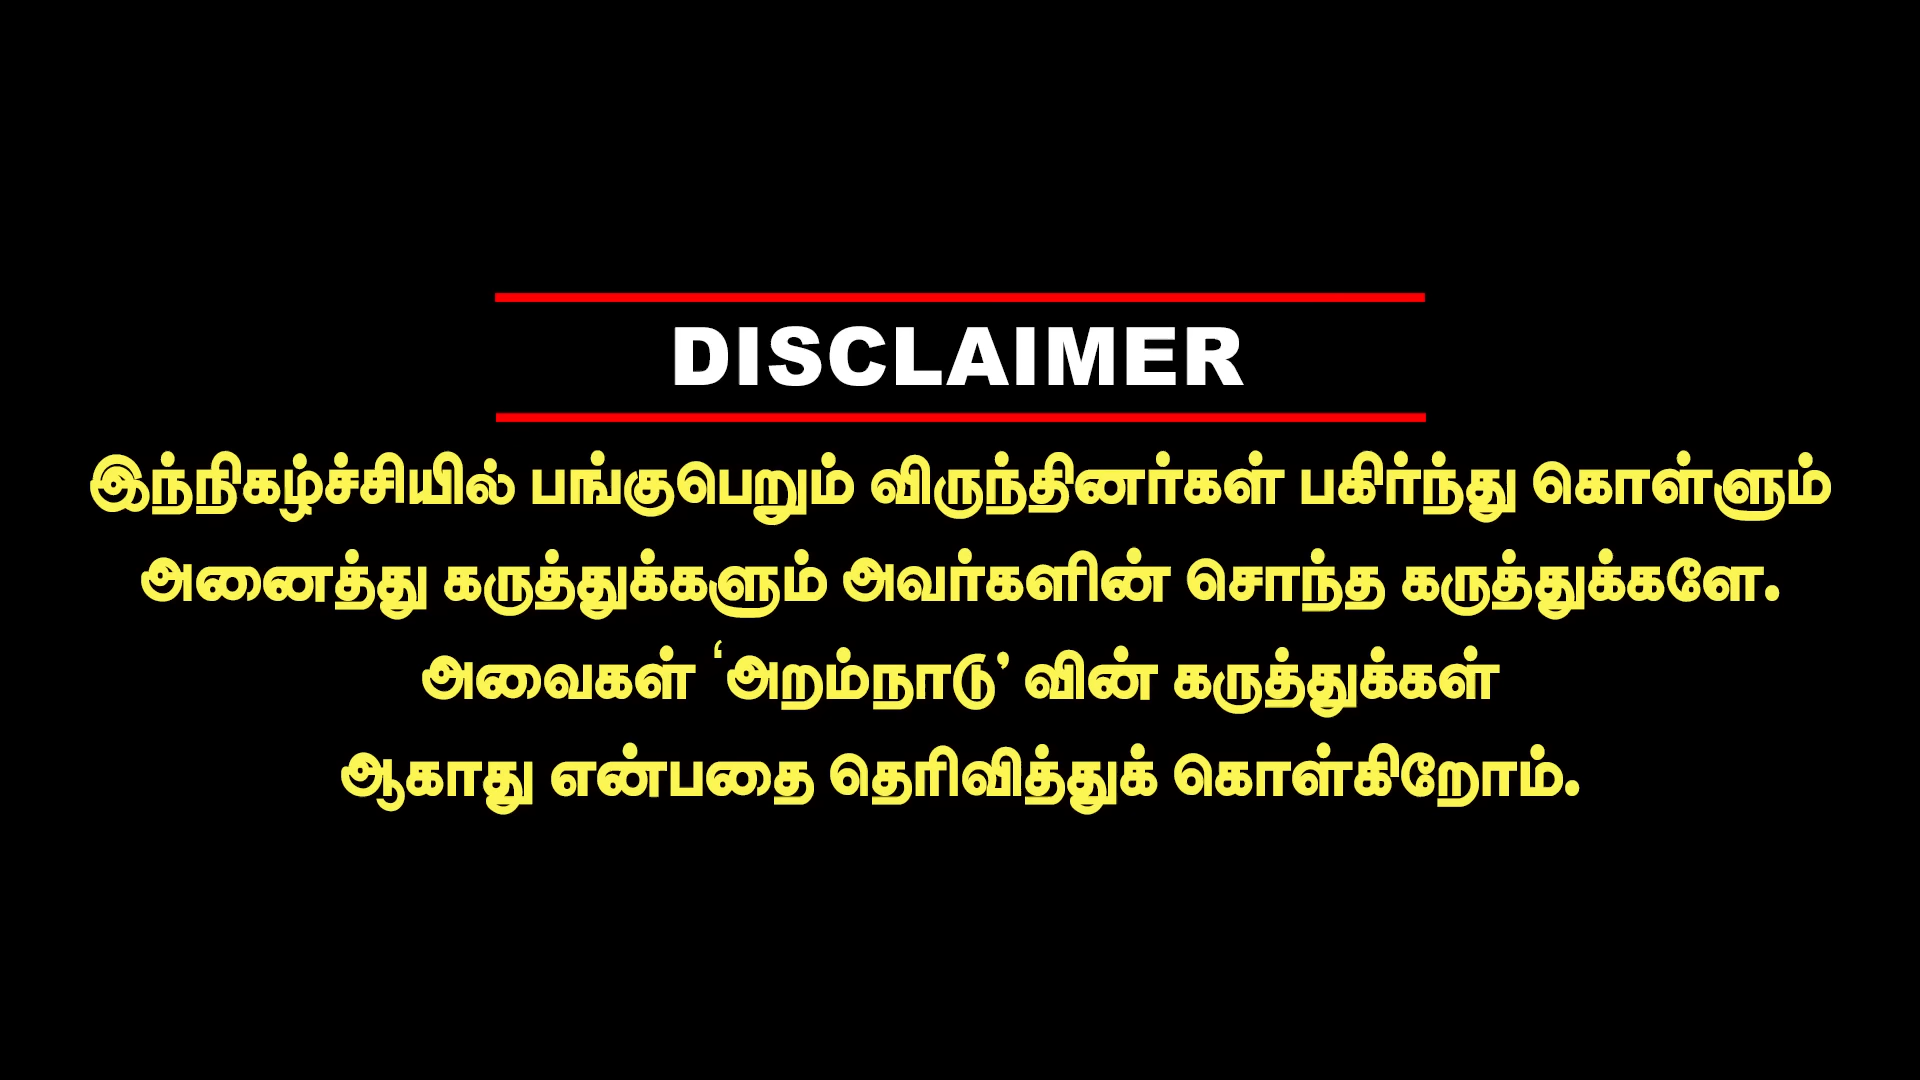 DISCLAIMER
இந்நிகழ்ச்சியில் பங்குபெறும் விருந்தினர்கள் பகிர்ந்து கொள்ளும்
அனைத்து கருத்துக்களும் அவர்களின் சொந்த கருத்துக்களே.
அவைகள் ‘அறம்நாடு’ வின் கருத்துக்கள்
ஆகாது என்பதை தெரிவித்துக் கொள்கிறோம்.